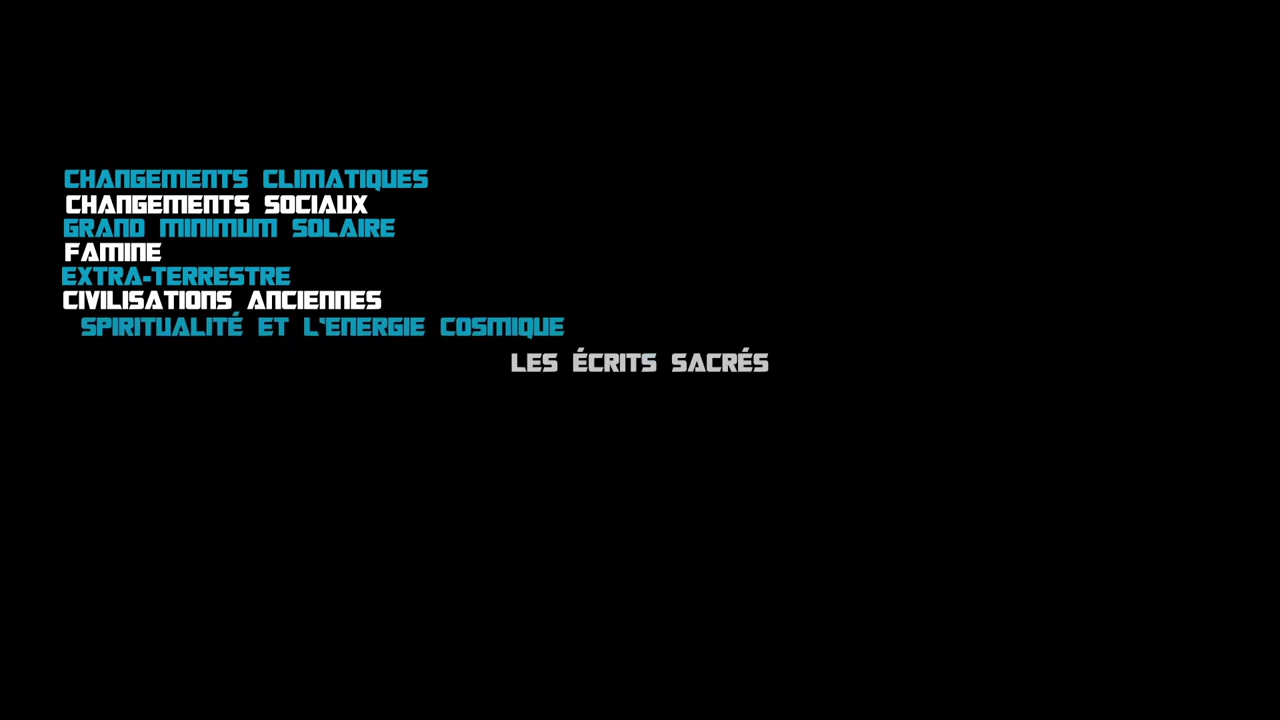 CHANGEMENTS CLIMATIQUES
CHANGEMENTS SOCIAUX
GRAND MINIMUM SOLAIRE
FAMINE
EXTRA-TERRESTRE
CIVILISATIONS ANCIENNES
SPIRITUALITÉ ET L'ENERGIE COSMIQUE
LES ÉCRITS SACRÉS